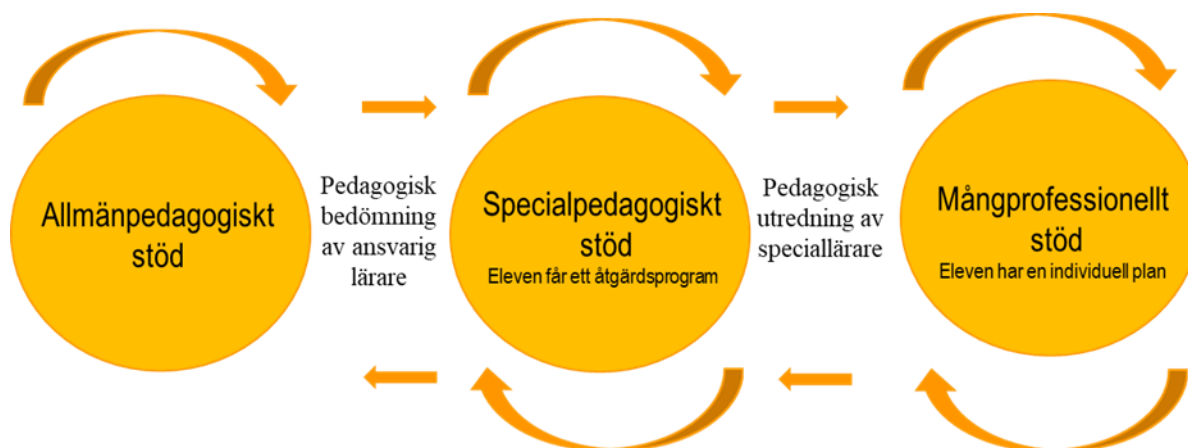 Allmänpedagogiskt
stöd
Pedagogisk
bedömning
av ansvarig
lärare
Specialpedagogiskt
stöd
Eleven får ett åtgärdsprogram
Pedagogisk
utredning av
speciallärare
Mångprofessionellt
stöd
Eleven har en individuell plan